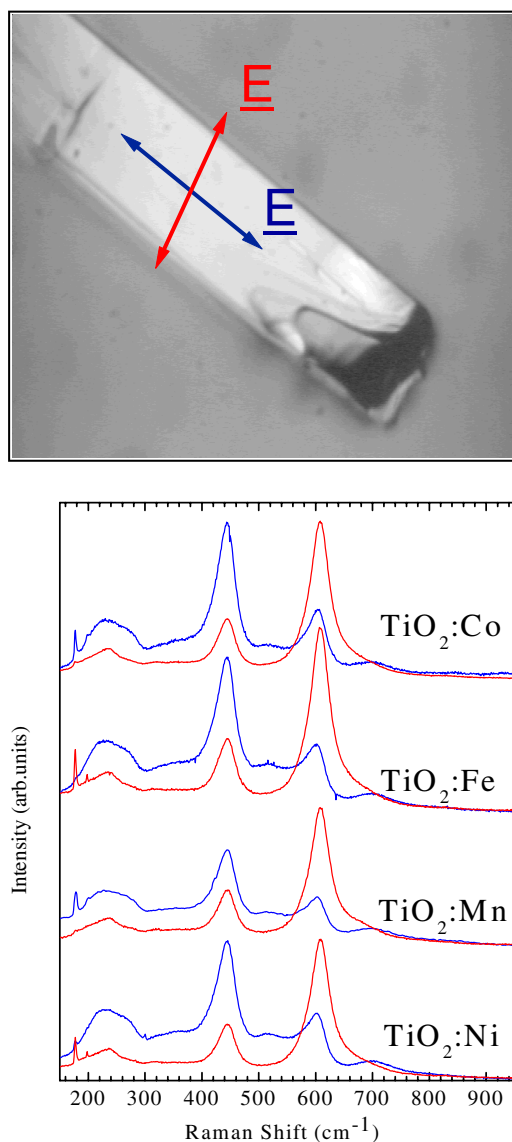 E
E
TiO₂:Co
TiO₂:Fe
TiO₂:Mn
TiO₂:Ni
Intensity (arb.units)
200 300 400 500 600 700 800 900
Raman Shift (cm⁻¹)